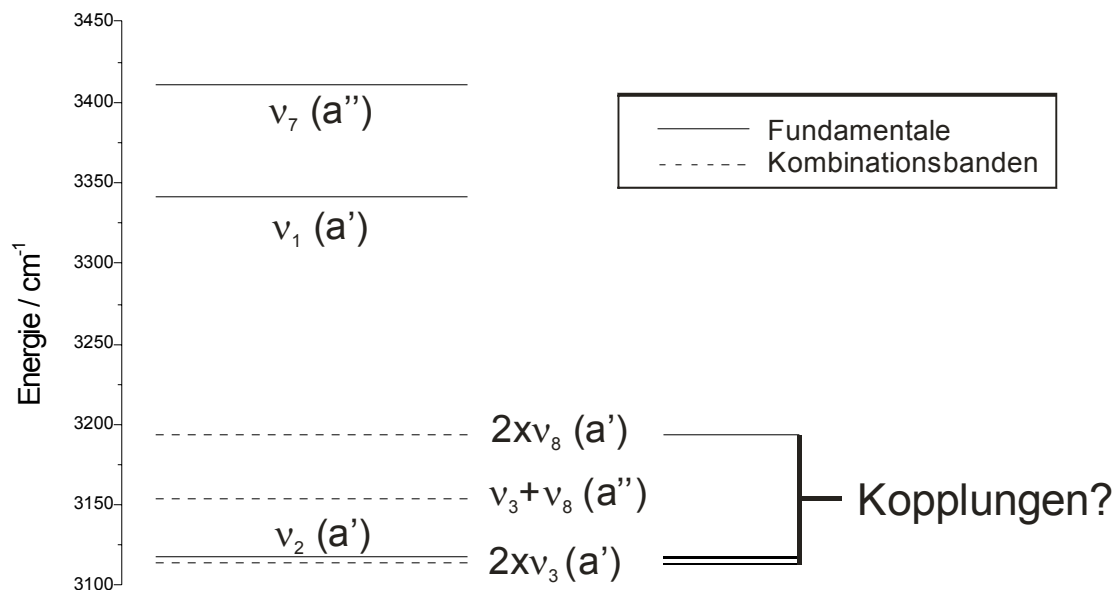 3450
3400
3350
3300
3250
3200
3150
3100
Energie / cm⁻¹
ν₇ (a'')
ν₁ (a')
Fundamentale
Kombinationsbanden
2xν₈ (a')
ν₃+ν₈ (a'')
ν₂ (a')
2xν₃ (a')
Kopplungen?